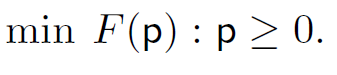 min F(p) : p ≥ 0.